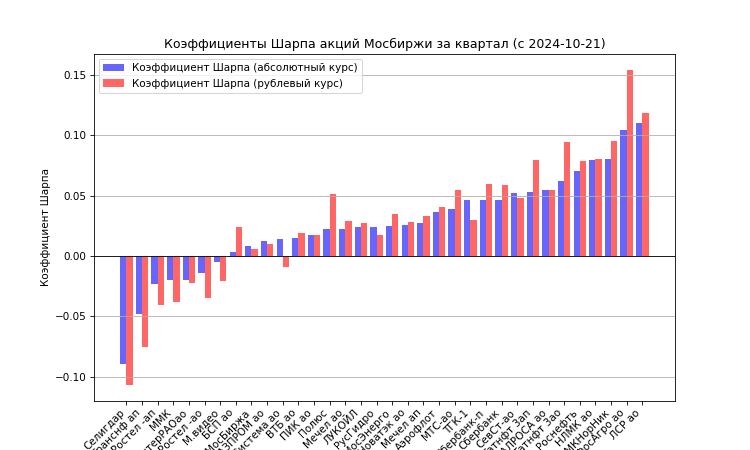 Коэффициенты Шарпа акций Мосбиржи за квартал (с 2024-10-21)
Коэффициент Шарпа (абсолютный курс)
Коэффициент Шарпа (рублевый курс)
Коэффициент Шарпа
0.15
0.10
0.05
0.00
−0.05
−0.10
Селигдар
Ростел -ап
ММК
Ростел -ао
М.видео
БСП ао
МосБиржа
ВТБ ао
ПИК ао
Полюс
Мечел ао
ЛУКОЙЛ
РусГидро
Мечел ап
Аэрофлот
МТС-ао
ТГК-1
Сбербанк
СевСт-ао
Роснефть
НЛМК ао
ЛСР ао